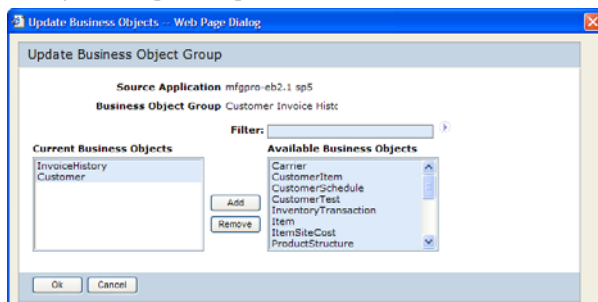 Update Business Objects -- Web Page Dialog
Update Business Object Group
Source Application mfgpro-eb2.1 sp5
Business Object Group Customer Invoice Histc
Filter:
Current Business Objects
Available Business Objects
InvoiceHistory
Customer
Carrier
CustomerItem
CustomerSchedule
CustomerTest
InventoryTransaction
Item
ItemSiteCost
ProductStructure
Add
Remove
Ok
Cancel